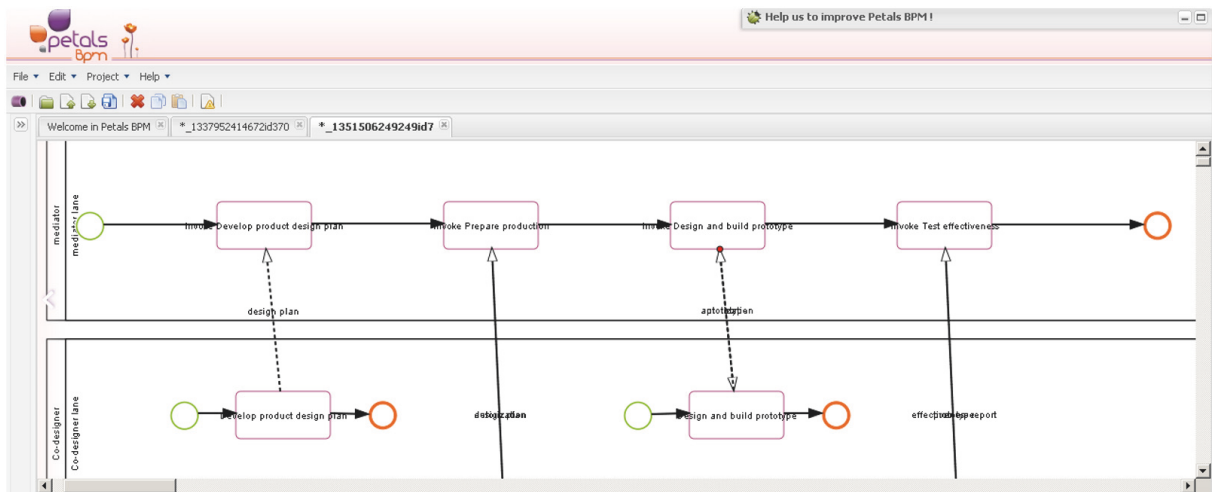 Help us to improve Petals BPM !
petals
Bpm
File Edit Project Help
Welcome in Petals BPM *_1337952414672id370 *_1351506249249id7
mediator
mediator lane
Invoke Develop product design plan
Invoke Prepare production
Invoke Design and build prototype
Invoke Test effectiveness
design plan
Co-designer
Co-designer lane
Develop product design plan
Design and build prototype
report